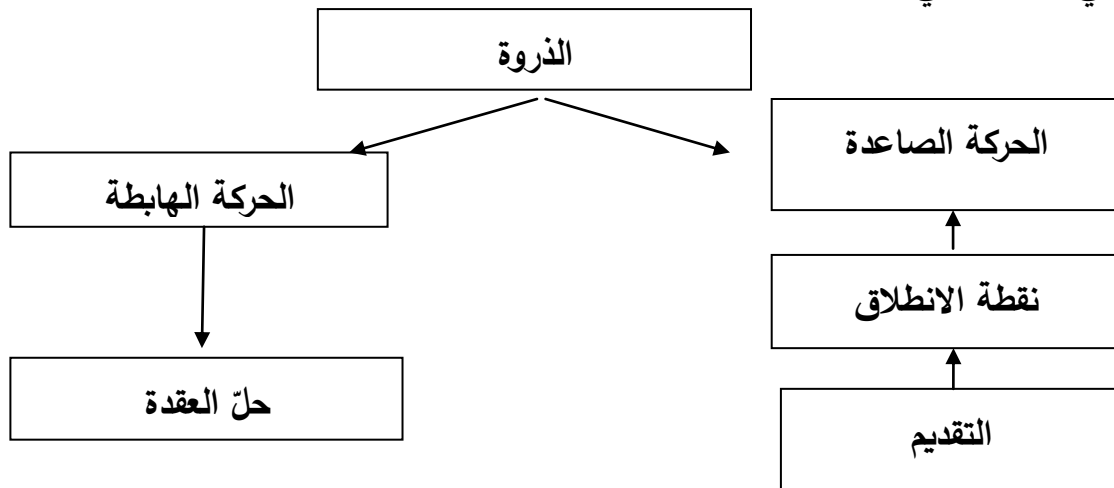 الذروة
الحركة الصاعدة
الحركة الهابطة
نقطة الانطلاق
حلّ العقدة
التقديم